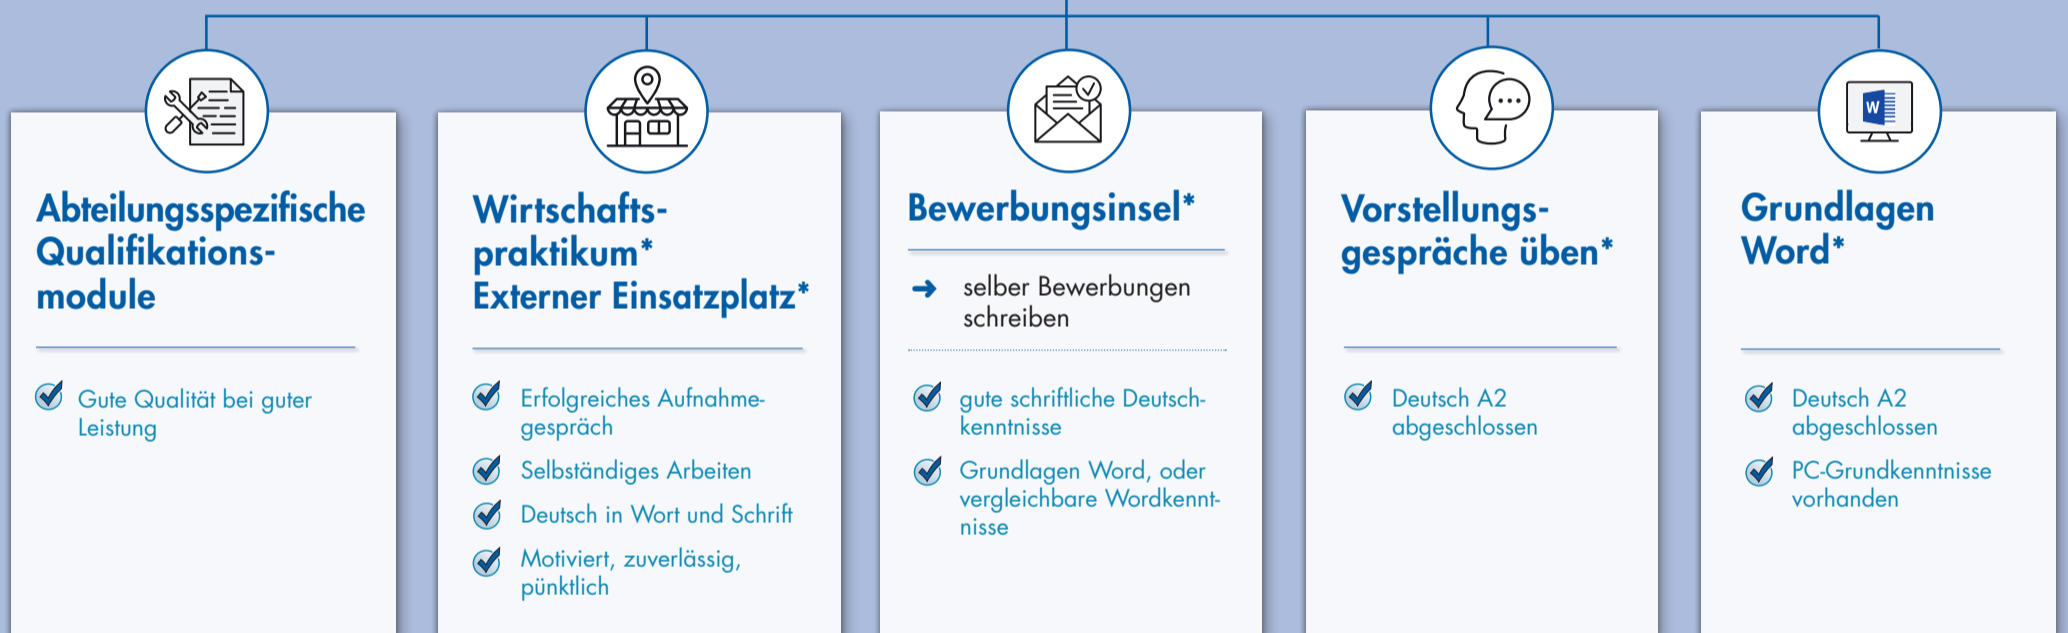 W
Abteilungsspezifische
Qualifikations-
module
Gute Qualität bei guter
Leistung
Wirtschafts-
praktikum*
Externer Einsatzplatz*
Erfolgreiches Aufnahme-
gespräch
Selbständiges Arbeiten
Deutsch in Wort und Schrift
Motiviert, zuverlässig,
pünktlich
Bewerbungsinsel*
➔ selber Bewerbungen
schreiben
gute schriftliche Deutsch-
kenntnisse
Grundlagen Word, oder
vergleichbare Wordkennt-
nisse
Vorstellungs-
gespräche üben*
Deutsch A2
abgeschlossen
Grundlagen
Word*
Deutsch A2
abgeschlossen
PC-Grundkenntnisse
vorhanden